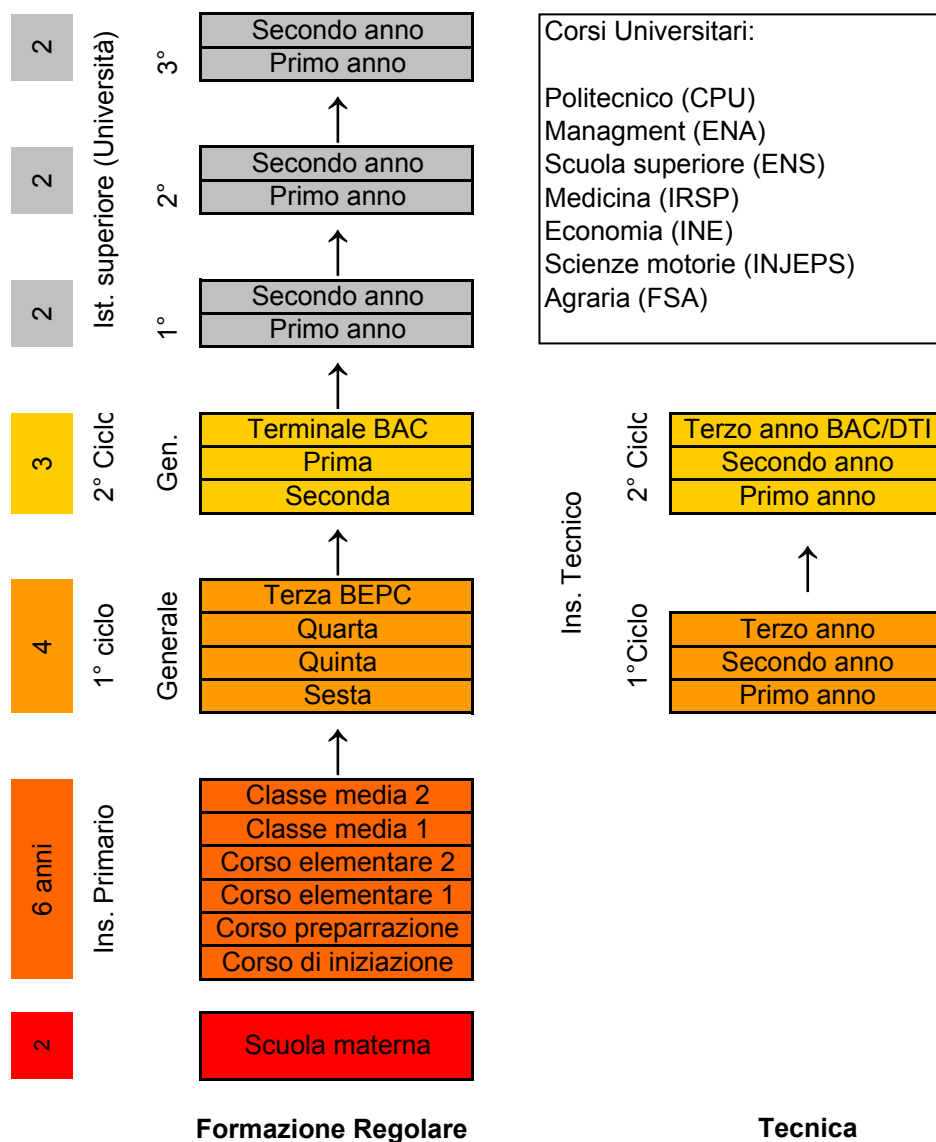 2
Ist. superiore (Università)
3°
Secondo anno
Primo anno
2
2°
Secondo anno
Primo anno
2
1°
Secondo anno
Primo anno
Corsi Universitari:
Politecnico (CPU)
Managment (ENA)
Scuola superiore (ENS)
Medicina (IRSP)
Economia (INE)
Scienze motorie (INJEPS)
Agraria (FSA)
3
2° Ciclo
Gen.
Terminale BAC
Prima
Seconda
Ins. Tecnico
2° Ciclo
Terzo anno BAC/DTI
Secondo anno
Primo anno
4
1° ciclo
Generale
Terza BEPC
Quarta
Quinta
Sesta
1°Ciclo
Terzo anno
Secondo anno
Primo anno
6 anni
Ins. Primario
Classe media 2
Classe media 1
Corso elementare 2
Corso elementare 1
Corso preparrazione
Corso di iniziazione
2
Scuola materna
Formazione Regolare
Tecnica